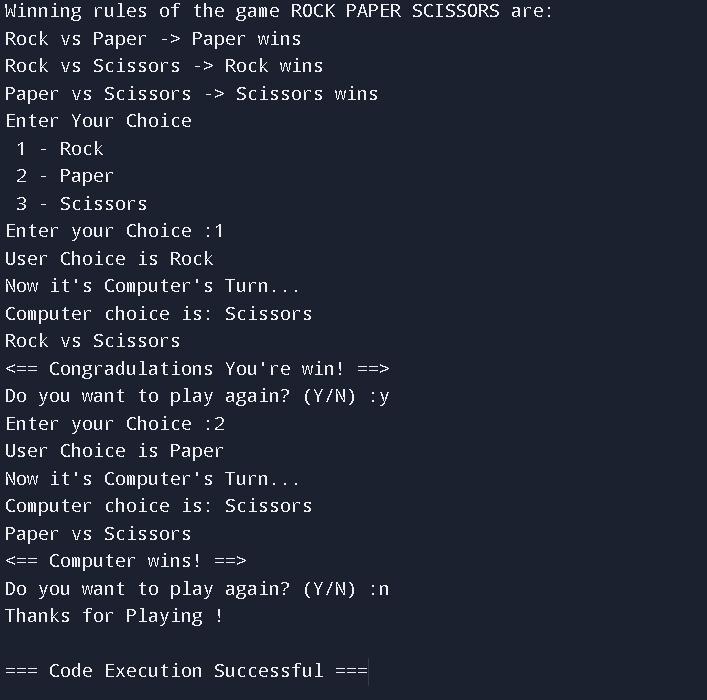 Winning rules of the game ROCK PAPER SCISSORS are:
Rock vs Paper -> Paper wins
Rock vs Scissors -> Rock wins
Paper vs Scissors -> Scissors wins
Enter Your Choice
 1 - Rock
 2 - Paper
 3 - Scissors
Enter your Choice :1
User Choice is Rock
Now it's Computer's Turn...
Computer choice is: Scissors
Rock vs Scissors
<== Congradulations You're win! ==>
Do you want to play again? (Y/N) :y
Enter your Choice :2
User Choice is Paper
Now it's Computer's Turn...
Computer choice is: Scissors
Paper vs Scissors
<== Computer wins! ==>
Do you want to play again? (Y/N) :n
Thanks for Playing !
=== Code Execution Successful ===